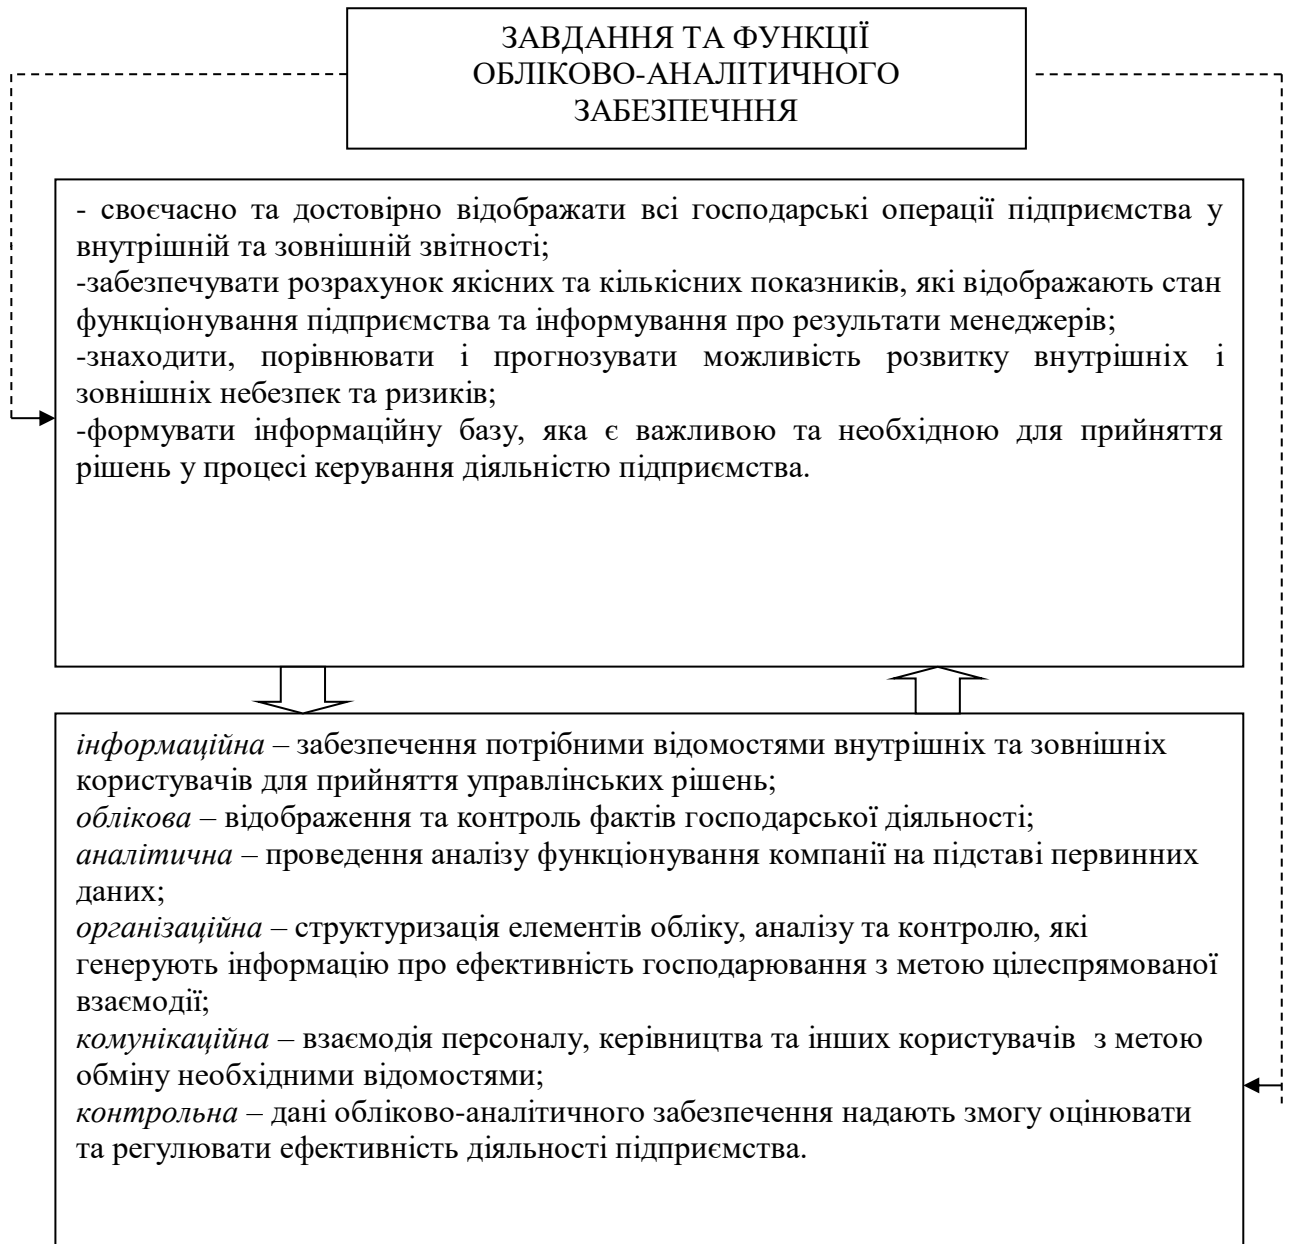 ЗАВДАННЯ ТА ФУНКЦІЇ
ОБЛІКОВО-АНАЛІТИЧНОГО
ЗАБЕЗПЕЧННЯ
- своєчасно та достовірно відображати всі господарські операції підприємства у
внутрішній та зовнішній звітності;
-забезпечувати розрахунок якісних та кількісних показників, які відображають стан
функціонування підприємства та інформування про результати менеджерів;
-знаходити, порівнювати і прогнозувати можливість розвитку внутрішніх і
зовнішніх небезпек та ризиків;
-формувати інформаційну базу, яка є важливою та необхідною для прийняття
рішень у процесі керування діяльністю підприємства.
інформаційна – забезпечення потрібними відомостями внутрішніх та зовнішніх
користувачів для прийняття управлінських рішень;
облікова – відображення та контроль фактів господарської діяльності;
аналітична – проведення аналізу функціонування компанії на підставі первинних
даних;
організаційна – структуризація елементів обліку, аналізу та контролю, які
генерують інформацію про ефективність господарювання з метою цілеспрямованої
взаємодії;
комунікаційна – взаємодія персоналу, керівництва та інших користувачів з метою
обміну необхідними відомостями;
контрольна – дані обліково-аналітичного забезпечення надають змогу оцінювати
та регулювати ефективність діяльності підприємства.